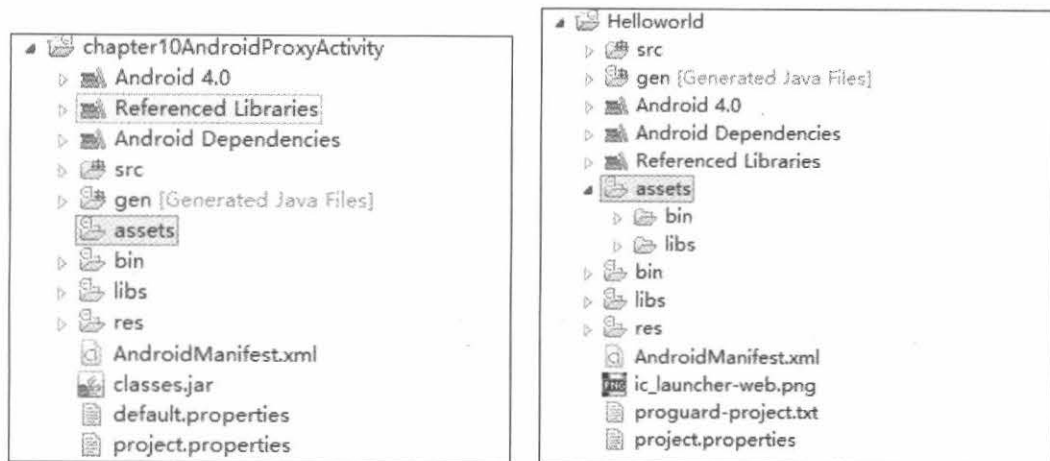 chapter10AndroidProxyActivity
Android 4.0
Referenced Libraries
Android Dependencies
src
gen [Generated Java Files]
assets
bin
libs
res
AndroidManifest.xml
classes.jar
default.properties
project.properties
Helloworld
src
gen [Generated Java Files]
Android 4.0
Android Dependencies
Referenced Libraries
assets
bin
libs
bin
libs
res
AndroidManifest.xml
ic_launcher-web.png
proguard-project.txt
project.properties